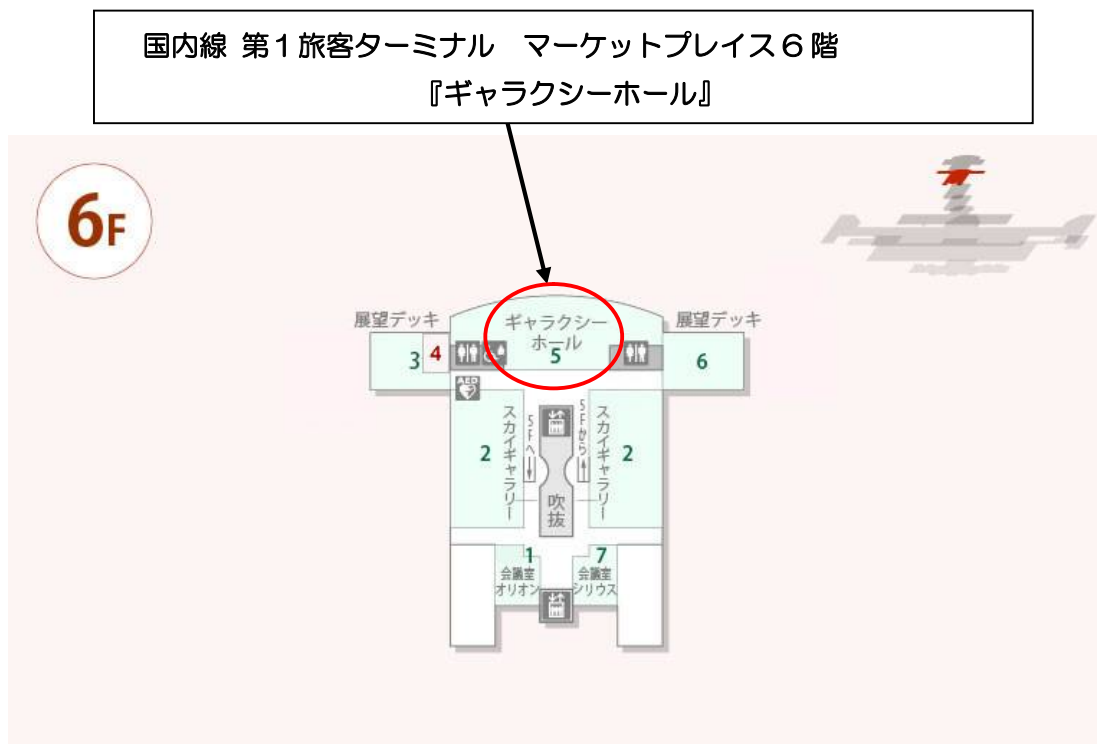 国内線 第１旅客ターミナル　マーケットプレイス６階
『ギャラクシーホール』
6F
展望デッキ
3
4
ギャラクシー
ホール
5
展望デッキ
6
AED
2
スカイギャラリー
5Fへ
吹抜
5Fから
スカイギャラリー
2
1
会議室
オリオン
7
会議室
シリウス